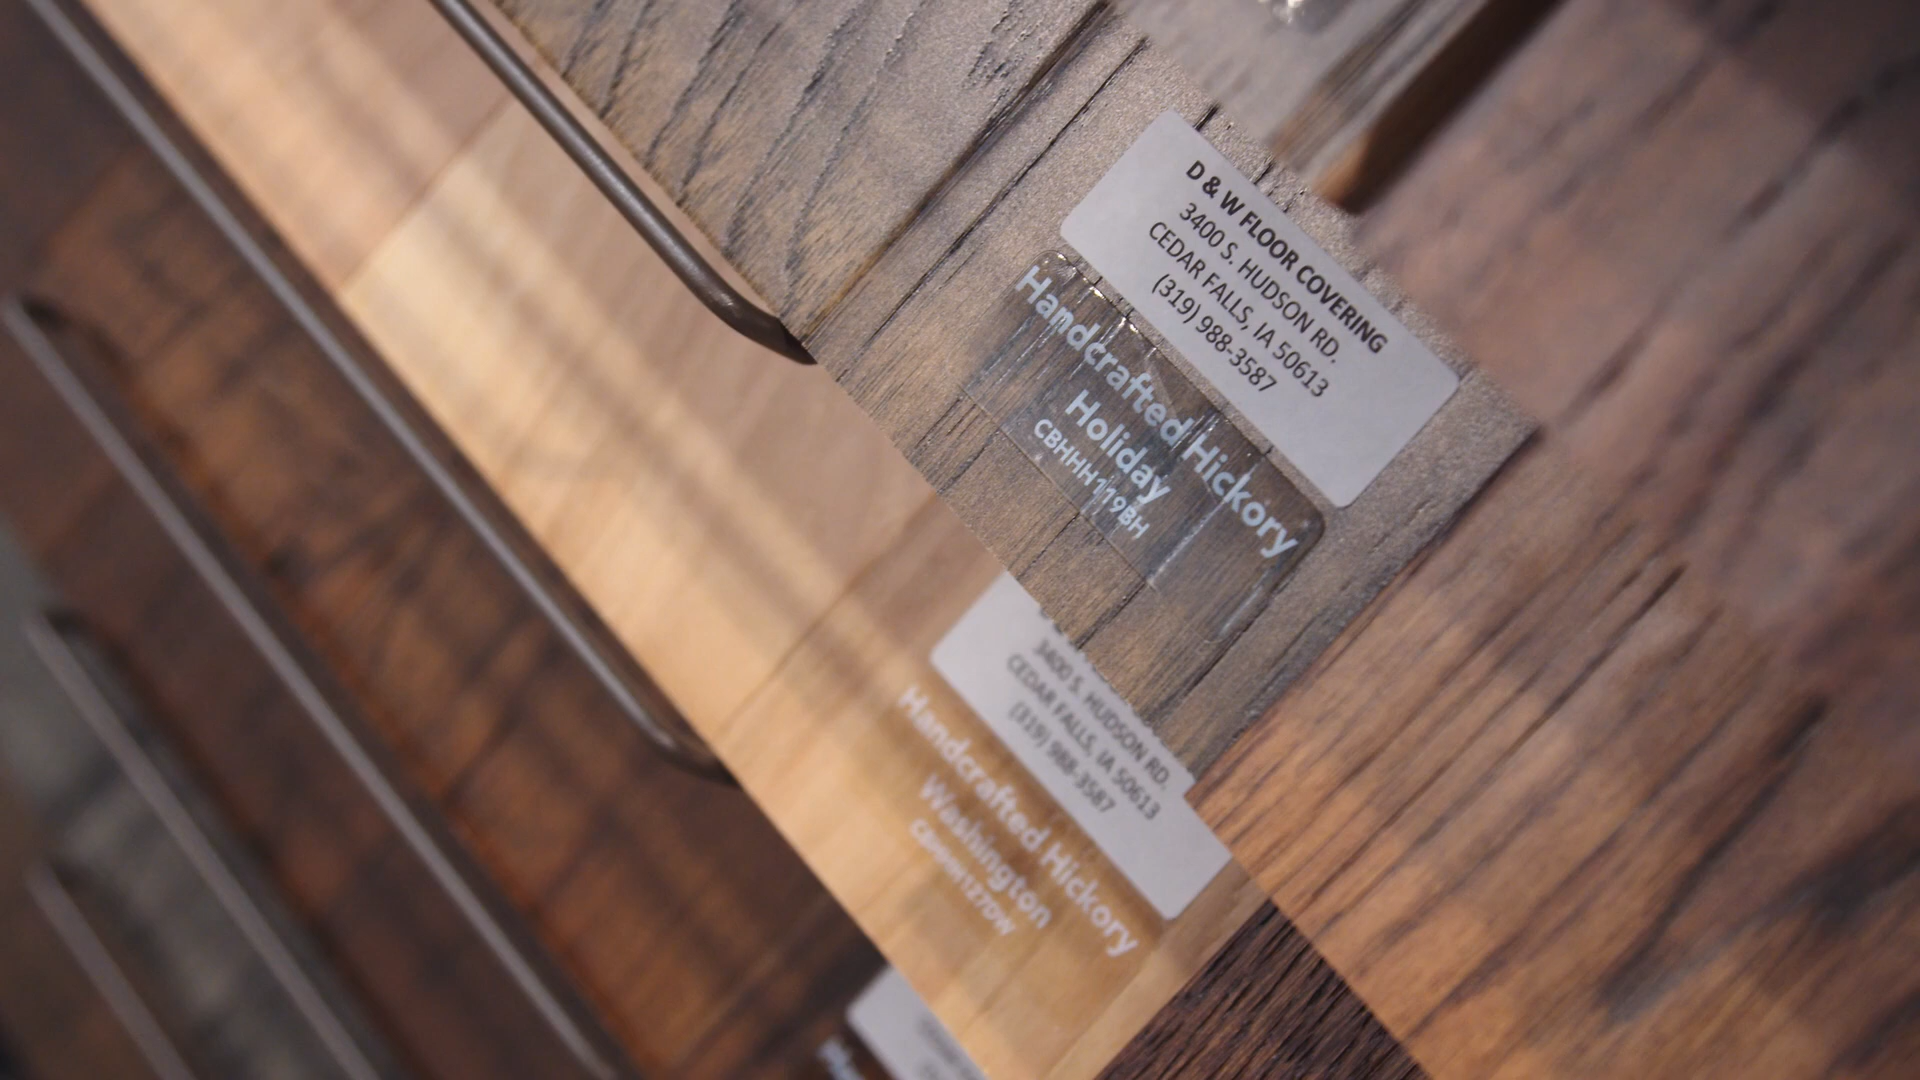 D & W FLOOR COVERING
3400 S. HUDSON RD.
CEDAR FALLS, IA 50613
(319) 988-3587
Handcrafted Hickory
Holiday
CBHHH119BH
3400 S. HUDSON RD.
CEDAR FALLS, IA 50613
(319) 988-3587
Handcrafted Hickory
Washington